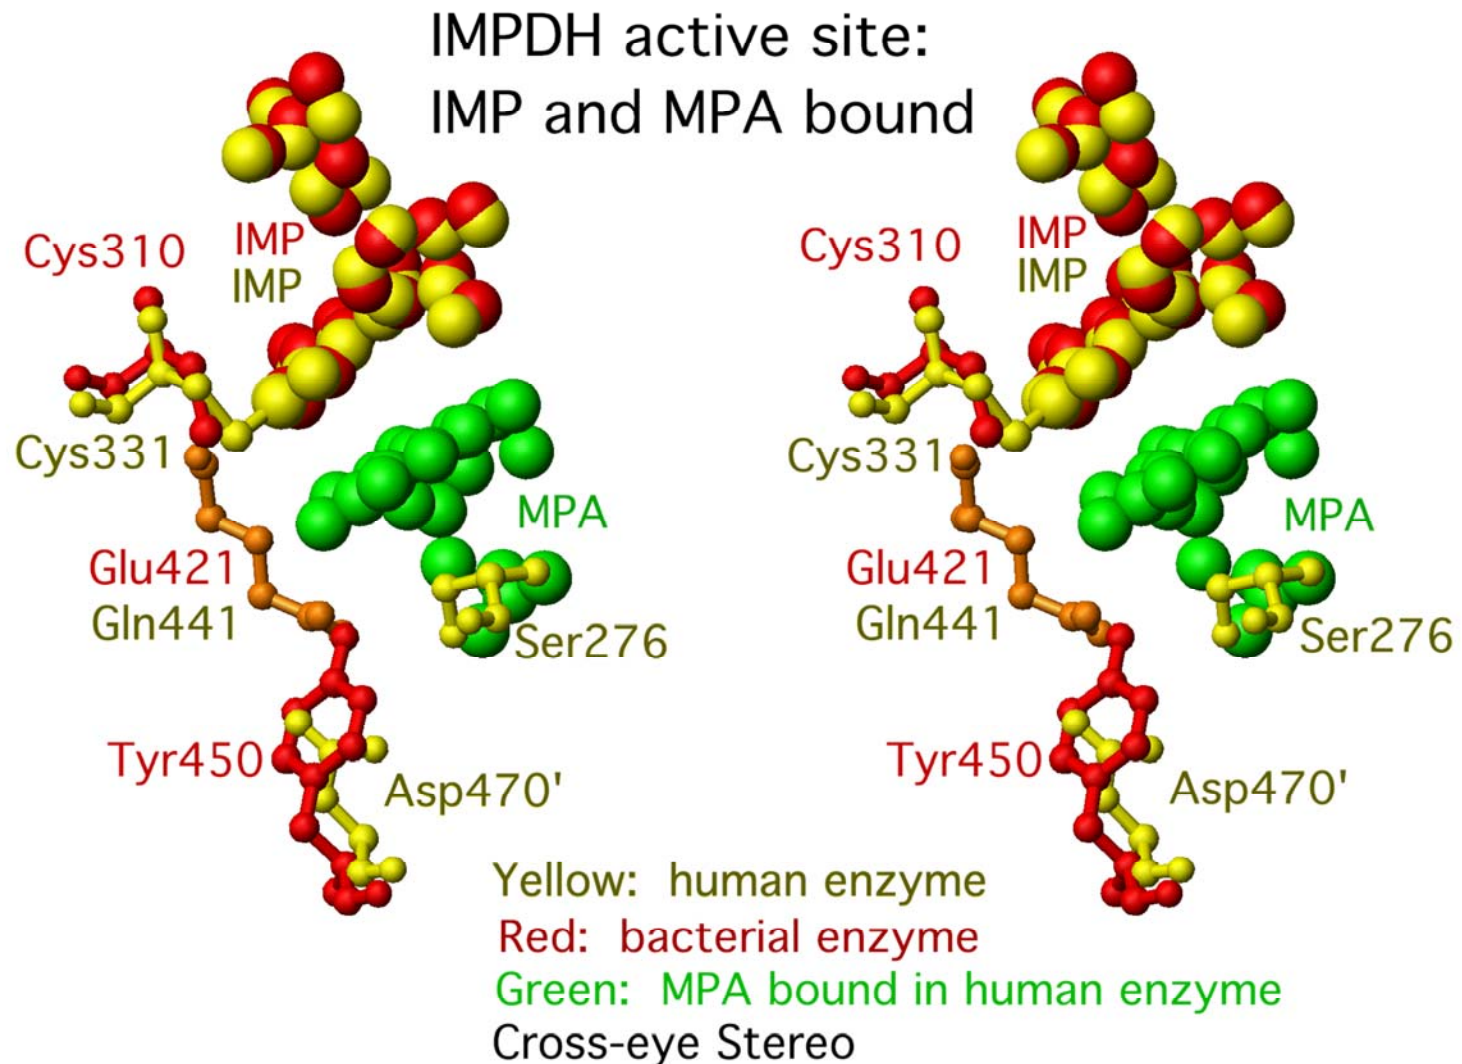 IMPDH active site:
IMP and MPA bound
Cys310
IMP
IMP
Cys331
MPA
Glu421
Gln441
Ser276
Tyr450
Asp470'
Cys310
IMP
IMP
Cys331
MPA
Glu421
Gln441
Ser276
Tyr450
Asp470'
Yellow: human enzyme
Red: bacterial enzyme
Green: MPA bound in human enzyme
Cross-eye Stereo